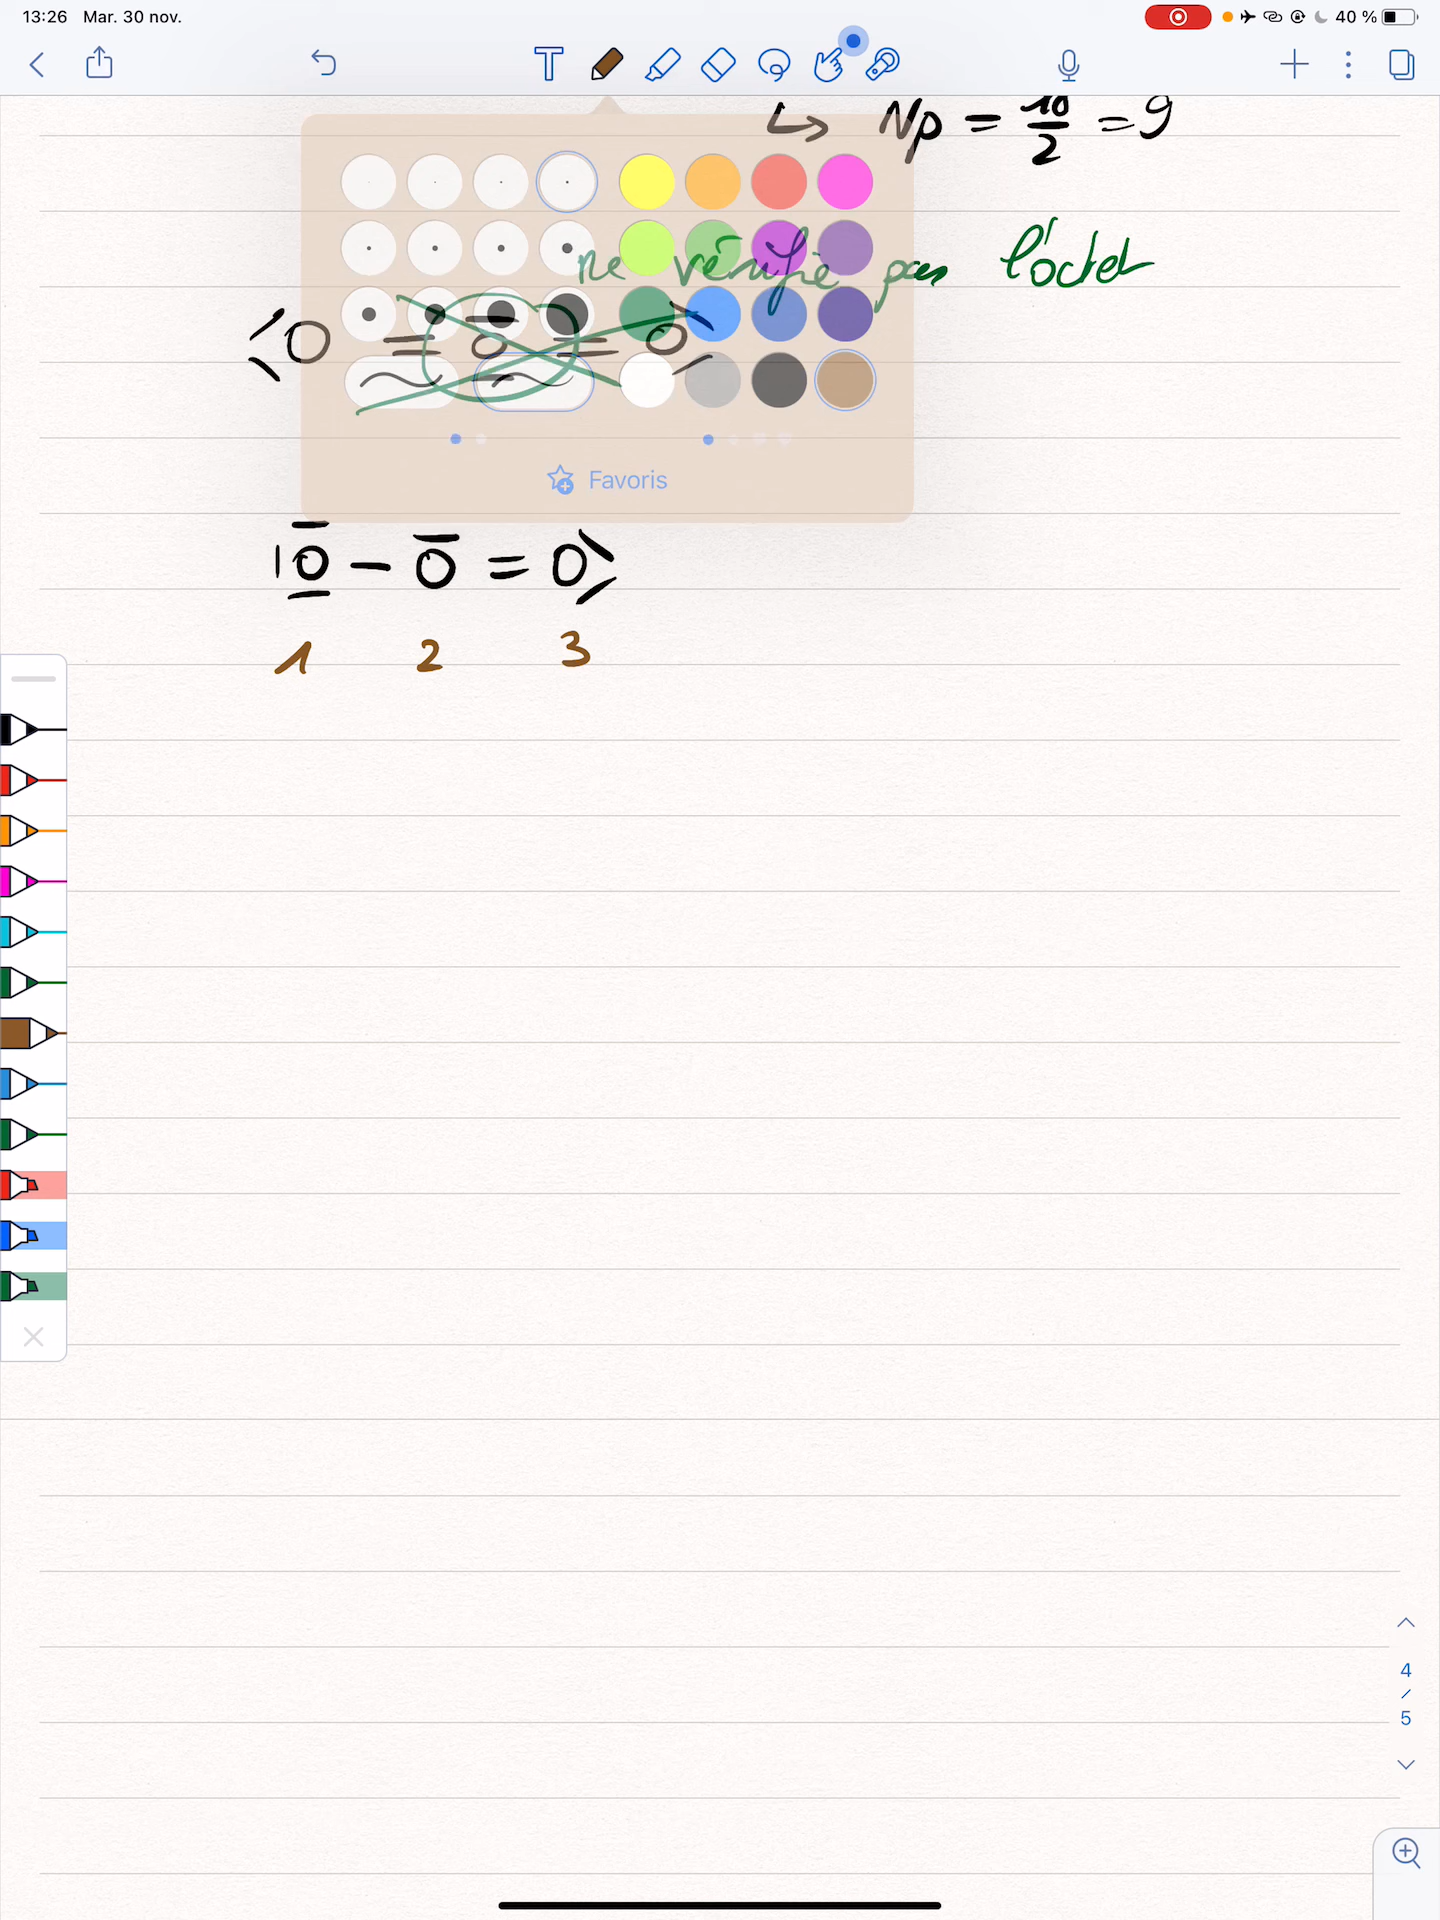 13:26 Mar. 30 nov.
40 %
T
↳ Np = 18/2 = 9
ne vérifie pas l'octet
⟨O = O = O⟩
Favoris
|O − O = O⟩
1 2 3
4
/
5